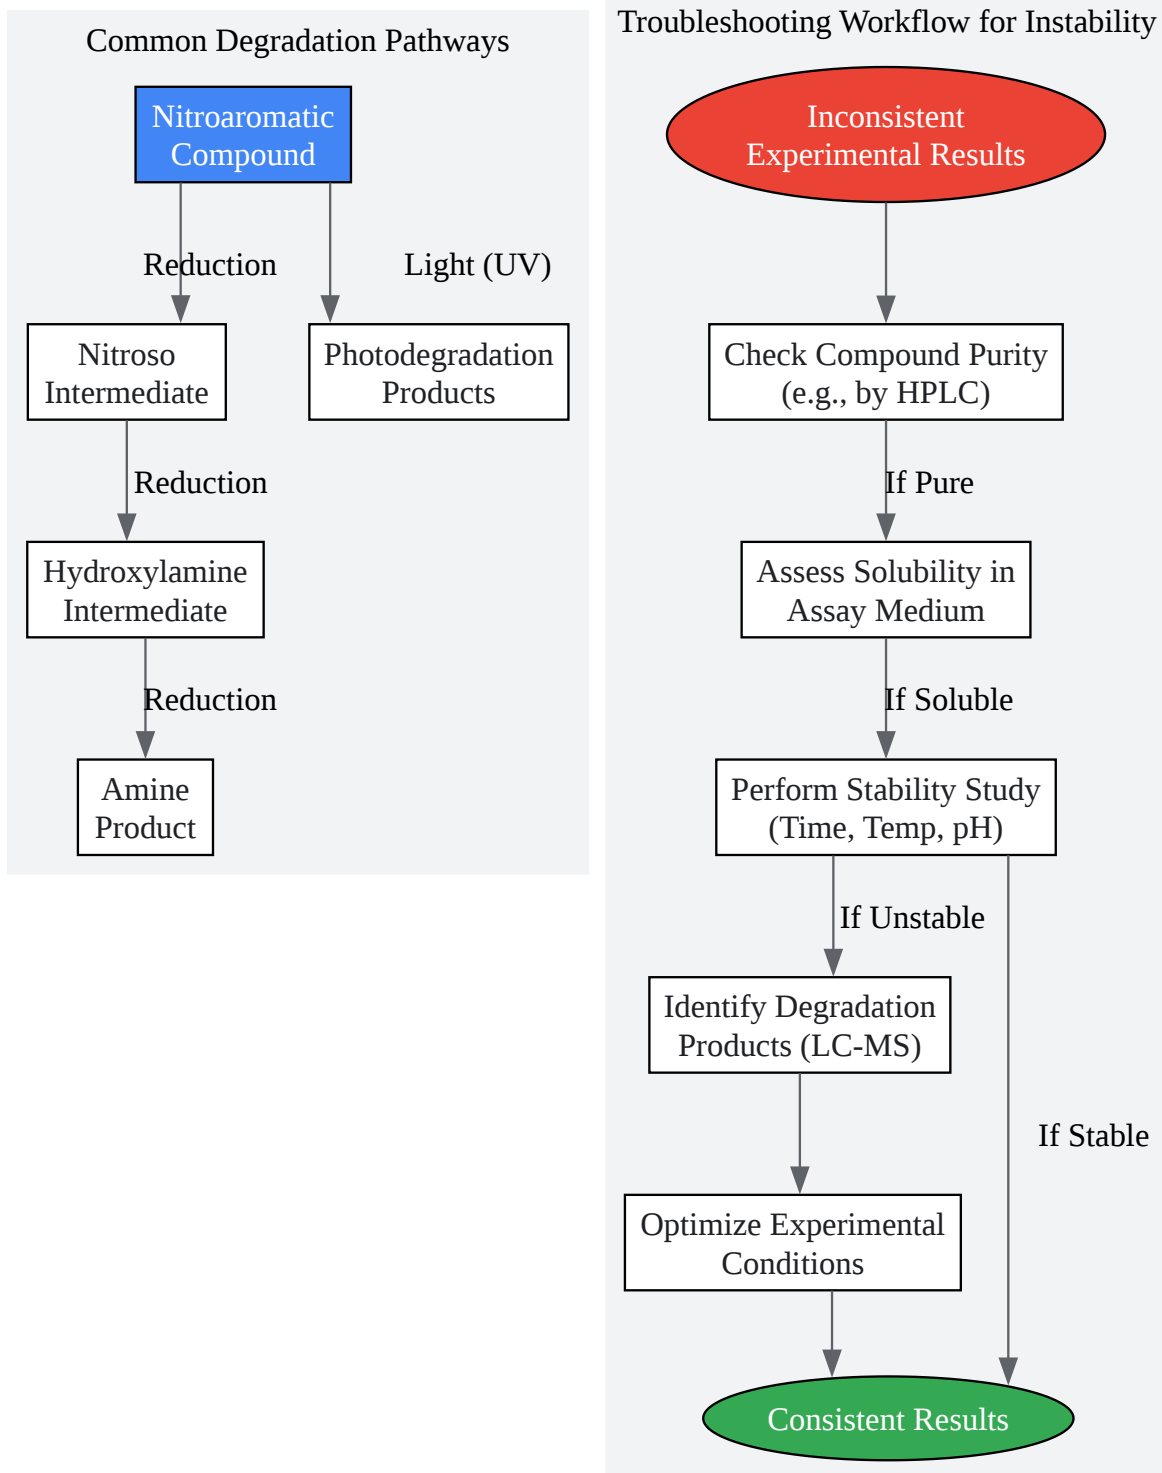 Common Degradation Pathways
Nitroaromatic
Compound
Reduction
Light (UV)
Nitroso
Intermediate
Photodegradation
Products
Reduction
Hydroxylamine
Intermediate
Reduction
Amine
Product
Troubleshooting Workflow for Instability
Inconsistent
Experimental Results
Check Compound Purity
(e.g., by HPLC)
If Pure
Assess Solubility in
Assay Medium
If Soluble
Perform Stability Study
(Time, Temp, pH)
If Unstable
Identify Degradation
Products (LC-MS)
If Stable
Optimize Experimental
Conditions
Consistent Results